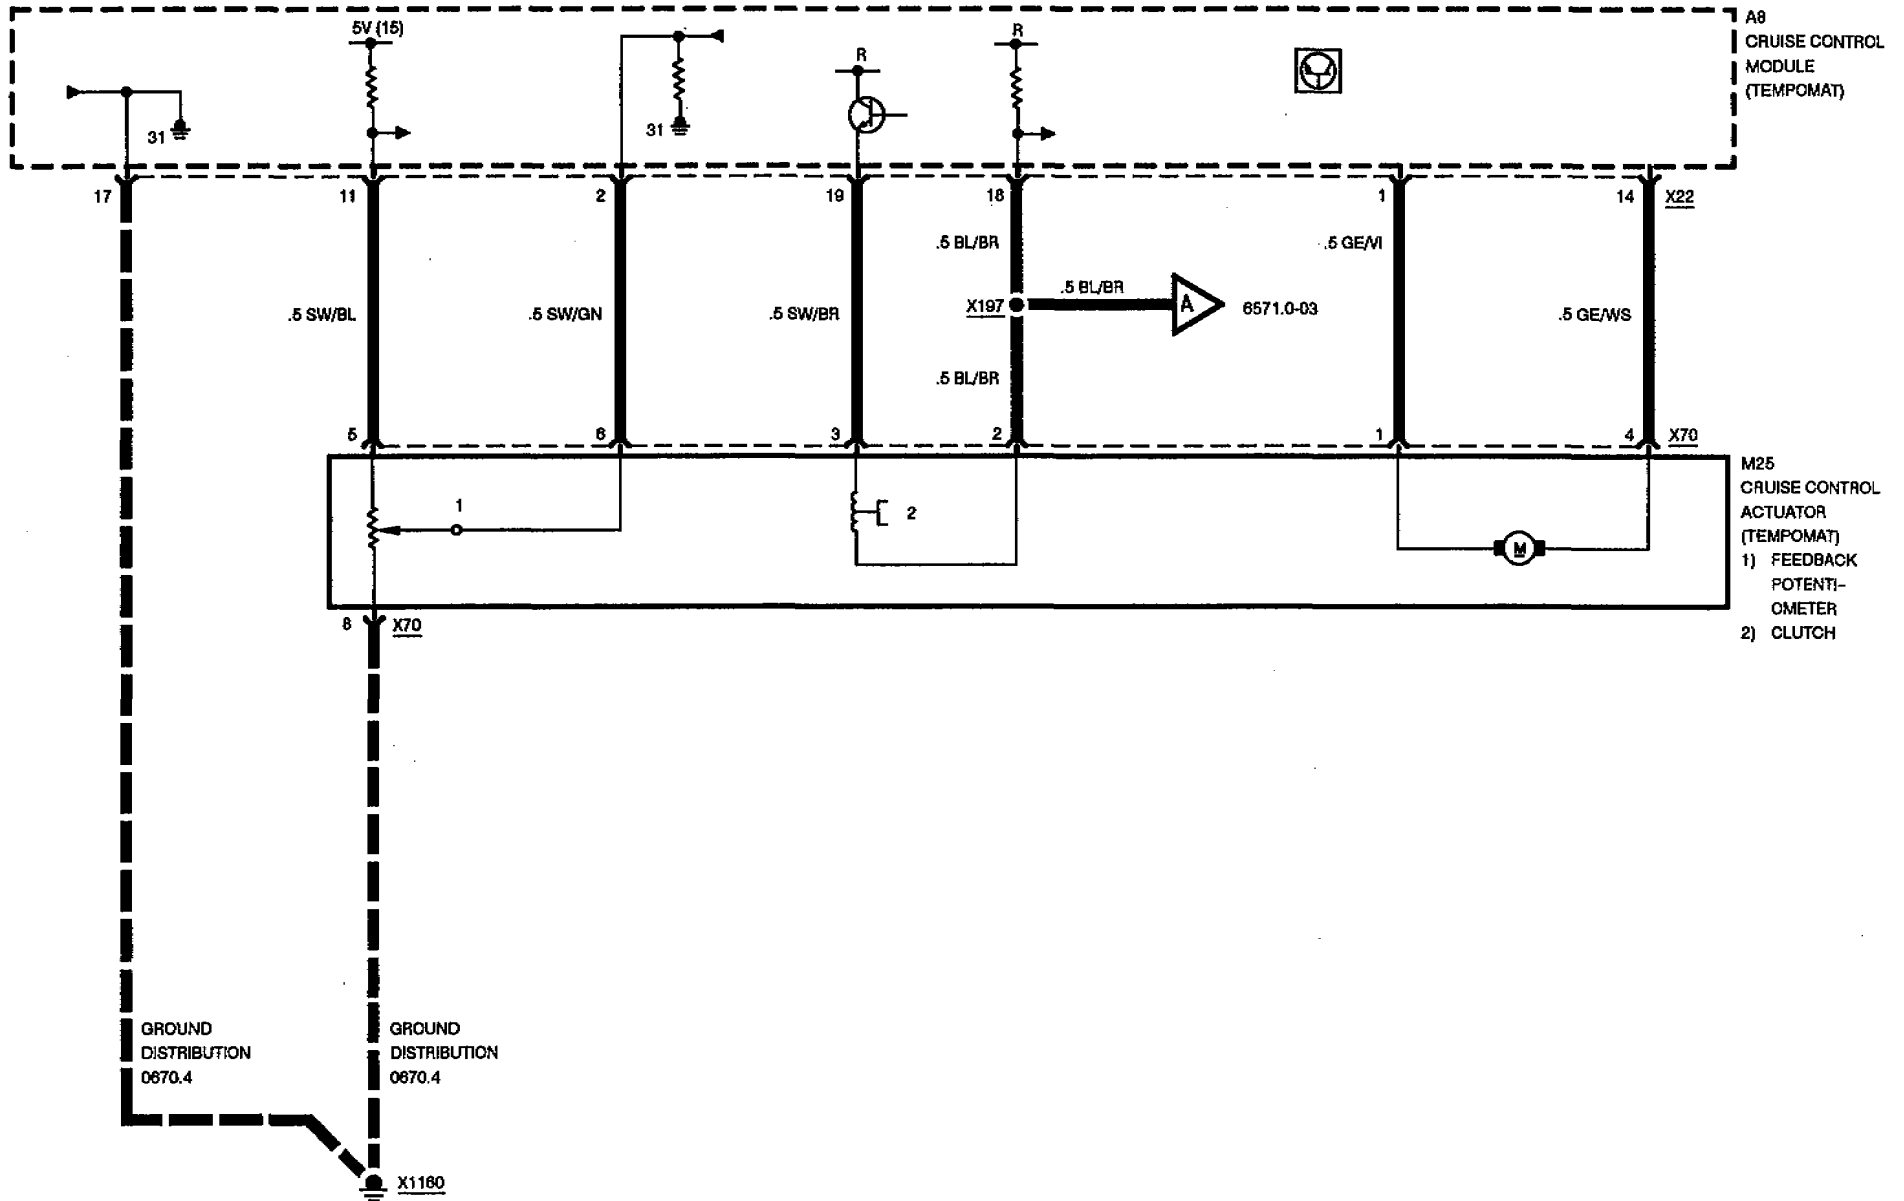 5V (15)
R
R
31
31
A8
CRUISE CONTROL
MODULE
(TEMPOMAT)
17
11
2
19
18
1
14
X22
.5 BL/BR
.5 GE/VI
.5 SW/BL
.5 SW/GN
.5 SW/BR
X197
.5 BL/BR
A
6571.0-03
.5 GE/WS
.5 BL/BR
5
6
3
2
1
4
X70
1
2
M
M25
CRUISE CONTROL
ACTUATOR
(TEMPOMAT)
1) FEEDBACK
POTENTI-
OMETER
2) CLUTCH
8
X70
GROUND
DISTRIBUTION
0670.4
GROUND
DISTRIBUTION
0670.4
X1160